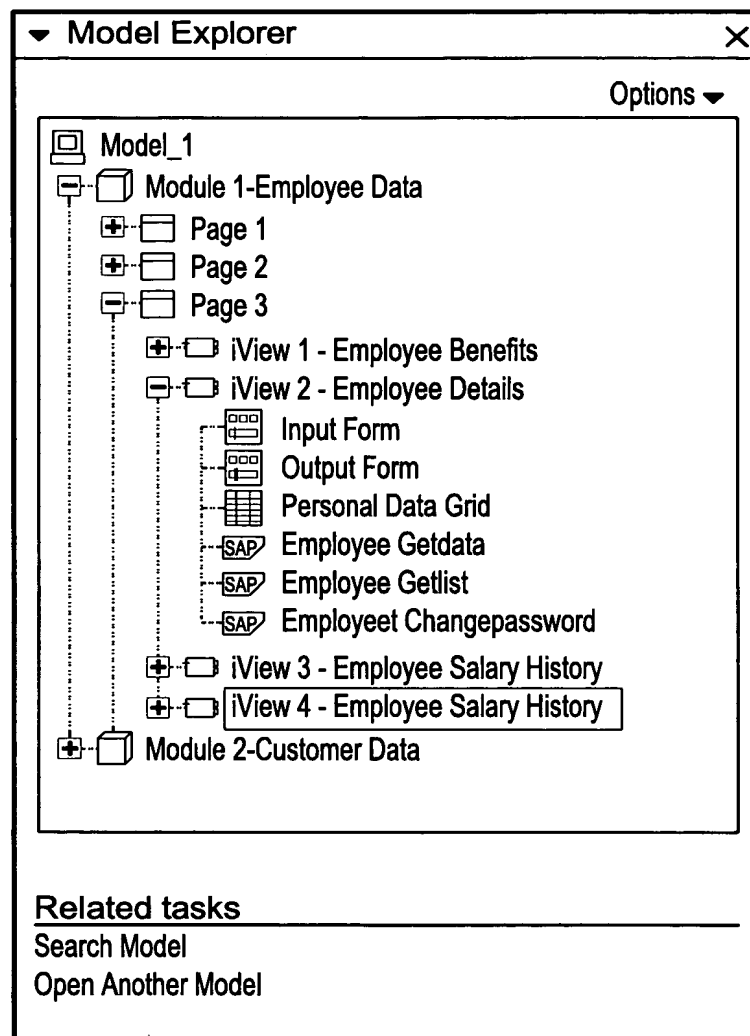 Model Explorer
Options
Model_1
Module 1-Employee Data
Page 1
Page 2
Page 3
iView 1 - Employee Benefits
iView 2 - Employee Details
Input Form
Output Form
Personal Data Grid
SAP Employee Getdata
SAP Employee Getlist
SAP Employeet Changepassword
iView 3 - Employee Salary History
iView 4 - Employee Salary History
Module 2-Customer Data
Related tasks
Search Model
Open Another Model